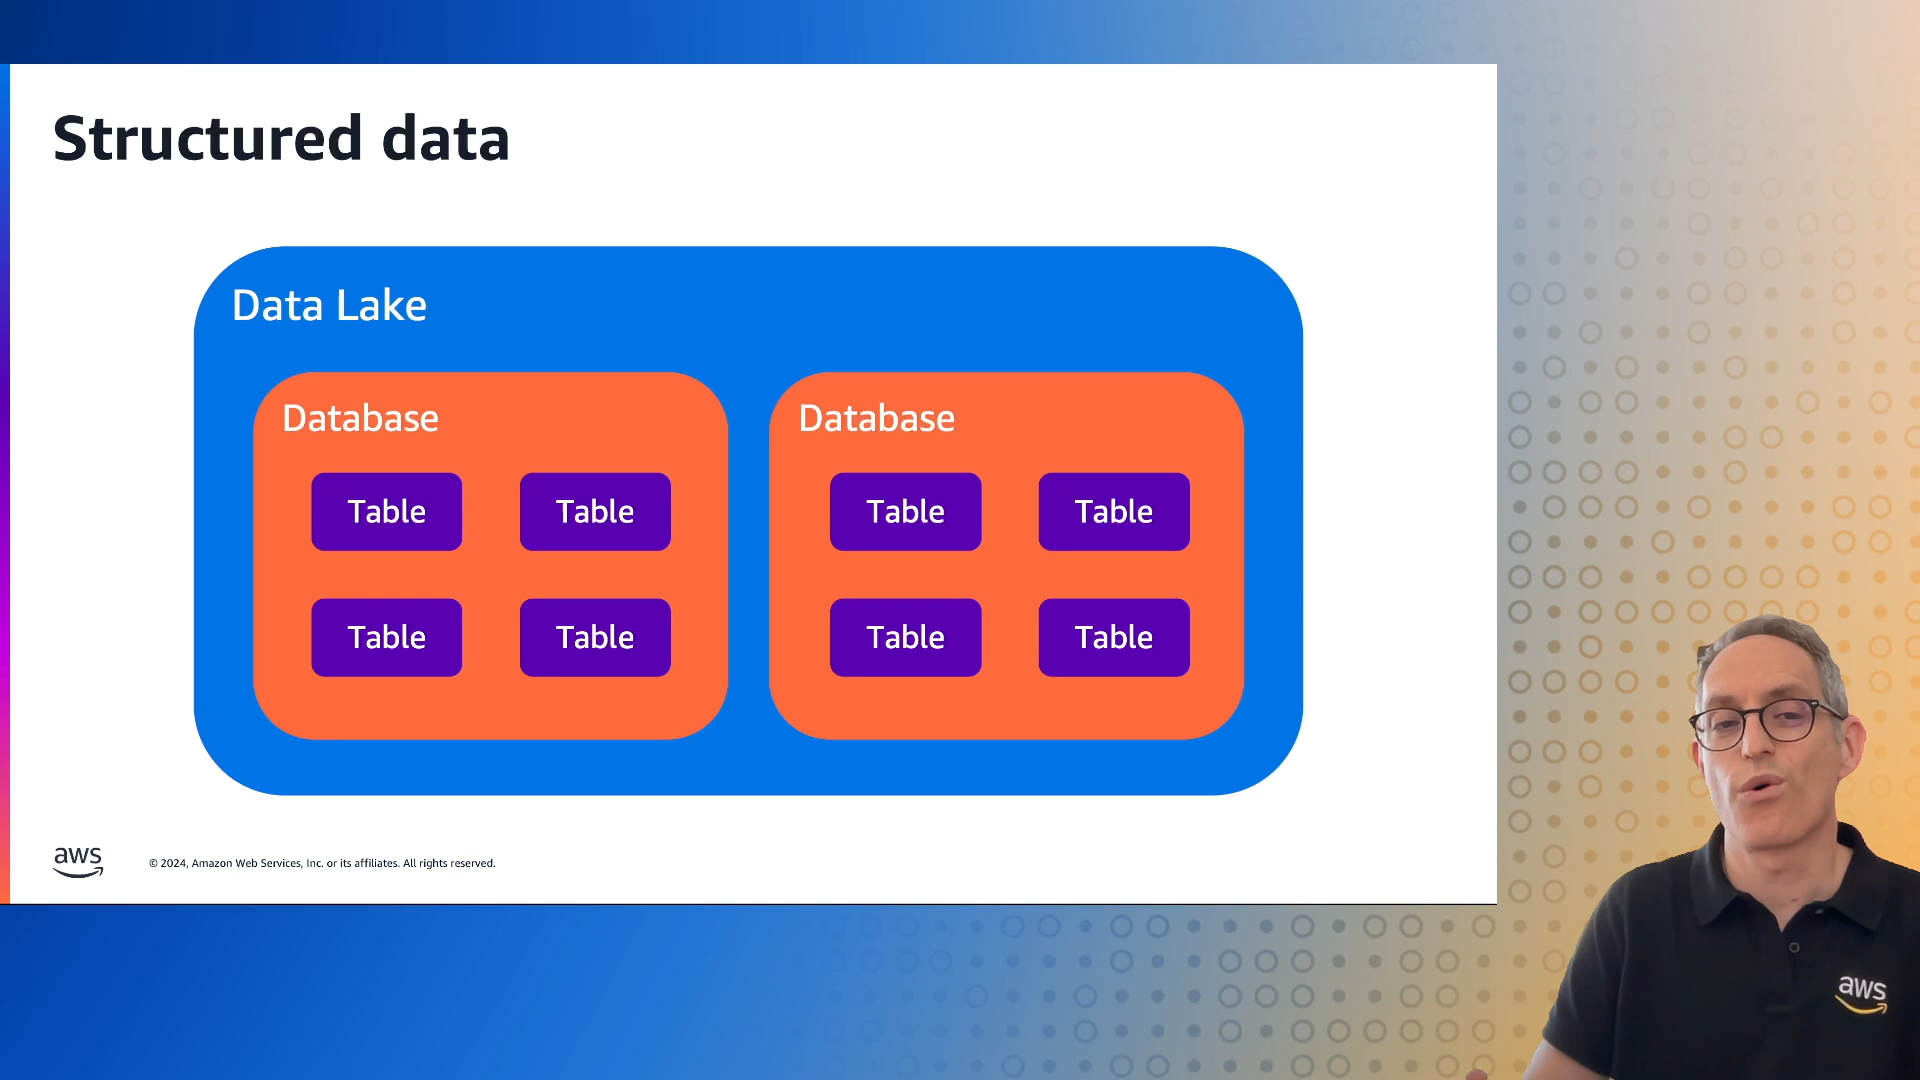 Structured data
Data Lake
Database
Database
Table
Table
Table
Table
Table
Table
Table
Table
aws
© 2024, Amazon Web Services, Inc. or its affiliates. All rights reserved.
aws